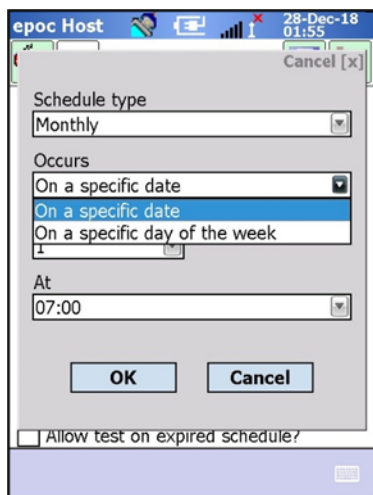 epoc Host 28-Dec-18
01:55
Cancel [x]
Schedule type
Monthly
Occurs
On a specific date
On a specific date
On a specific day of the week
1
At
07:00
OK Cancel
Allow test on expired schedule?